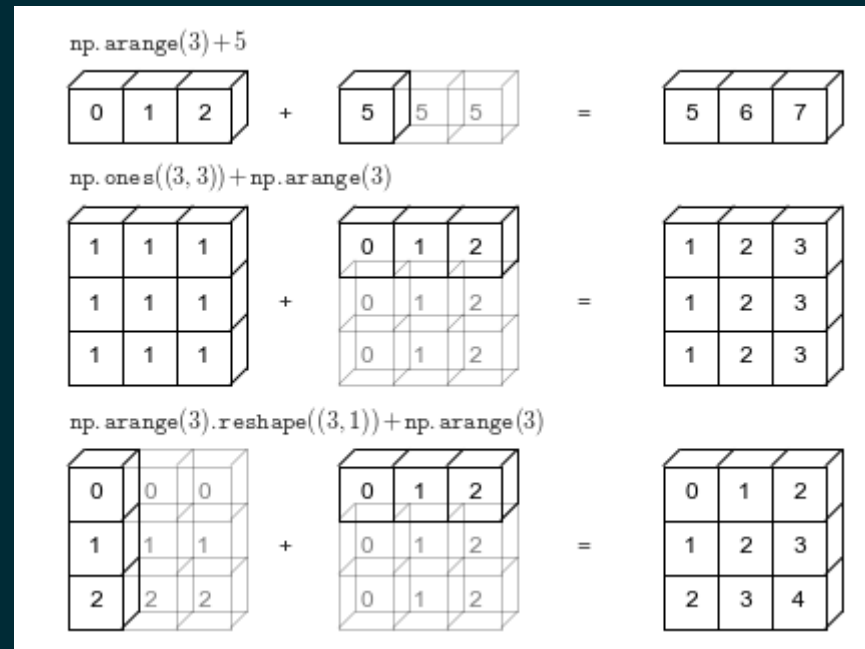 np.arange(3)+5
0 1 2 + 5 5 5 = 5 6 7
np.ones((3,3))+np.arange(3)
1 1 1 0 1 2 1 2 3
1 1 1 + 0 1 2 = 1 2 3
1 1 1 0 1 2 1 2 3
np.arange(3).reshape((3,1))+np.arange(3)
0 0 0 0 1 2 0 1 2
1 1 1 + 0 1 2 = 1 2 3
2 2 2 0 1 2 2 3 4